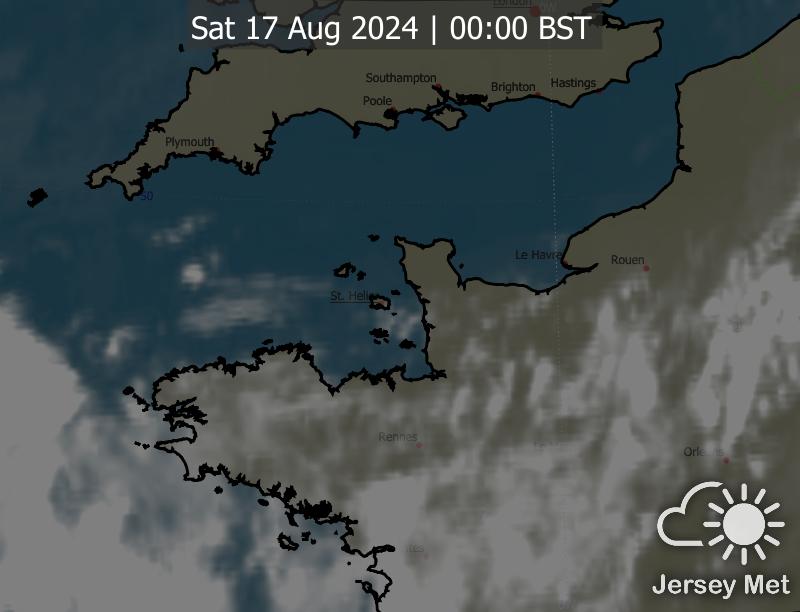 London
Sat 17 Aug 2024 | 00:00 BST
Southampton
Brighton
Hastings
Poole
Plymouth
50
Le Havre
Rouen
St. Helier
Rennes
Orléans
Jersey Met